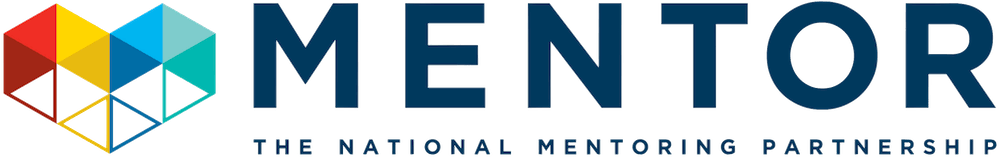 MENTOR
THE NATIONAL MENTORING PARTNERSHIP